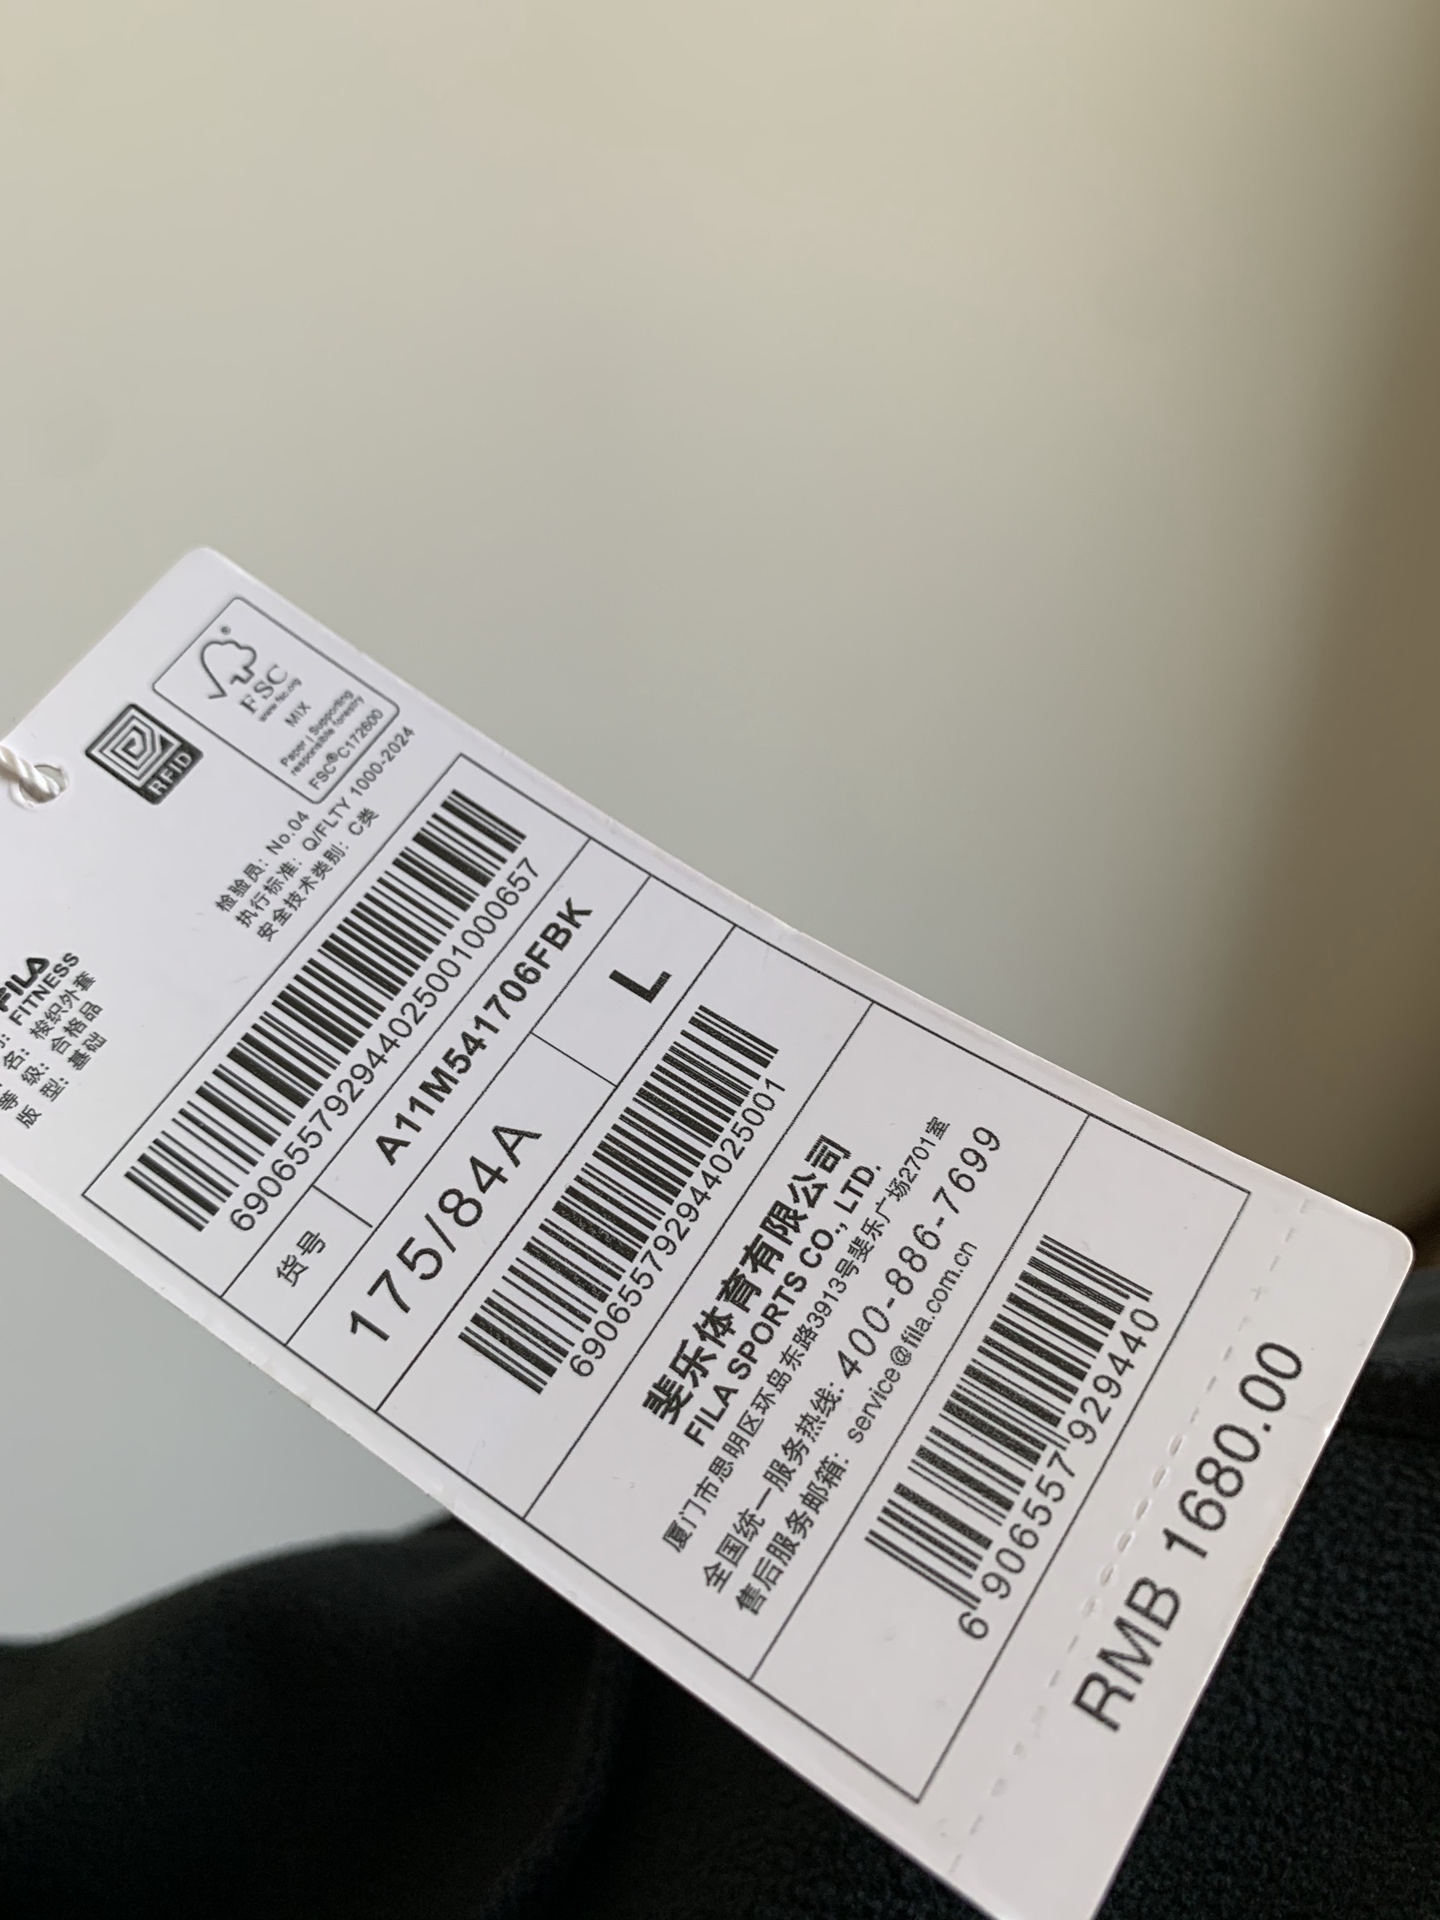 RFID
FSC
www.fsc.org
MIX
Paper | Supporting
responsible forestry
FSC® C172600
FILA
FITNESS
名: 梭织外套
等 级: 合格品
版 型: 基础
检验员: No.04
执行标准: Q/FLTY 1000-2024
安全技术类别: C类
690655792944025001000657
货号 A11M541706FBK
175/84A L
690655792944025001
斐乐体育有限公司
FILA SPORTS CO., LTD.
厦门市思明区环岛东路3913号斐乐广场2701室
全国统一服务热线: 400-886-7699
售后服务邮箱: service@fila.com.cn
6 906557 929440
RMB 1680.00